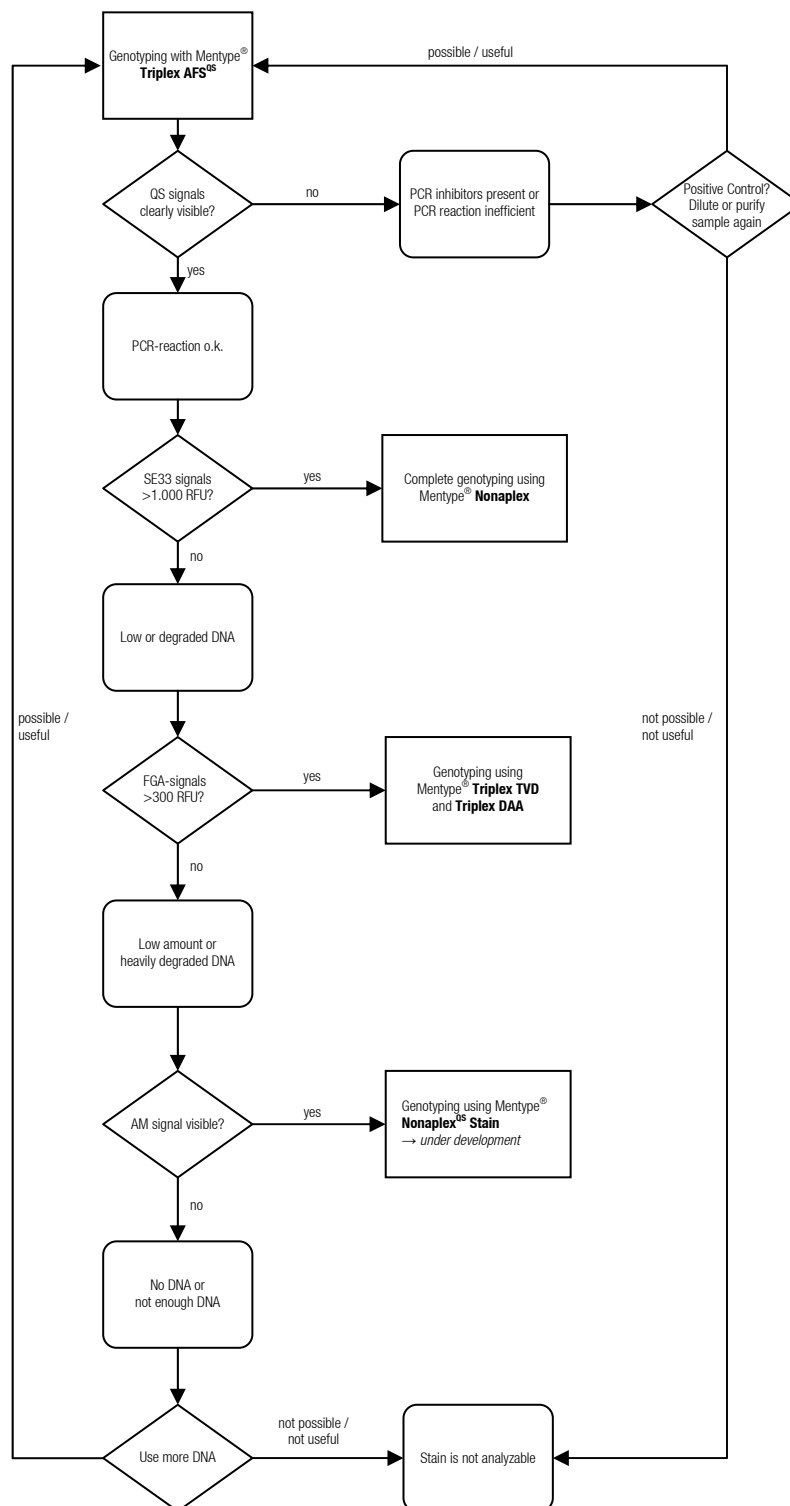 Genotyping with Mentype®
Triplex AFSQS
possible / useful
QS signals
clearly visible?
no
PCR inhibitors present or
PCR reaction inefficient
Positive Control?
Dilute or purify
sample again
yes
PCR-reaction o.k.
SE33 signals
>1.000 RFU?
yes
Complete genotyping using
Mentype® Nonaplex
no
Low or degraded DNA
possible /
useful
not possible /
not useful
FGA-signals
>300 RFU?
yes
Genotyping using
Mentype® Triplex TVD
and Triplex DAA
no
Low amount or
heavily degraded DNA
AM signal visible?
yes
Genotyping using Mentype®
NonaplexQS Stain
→ under development
no
No DNA or
not enough DNA
Use more DNA
not possible /
not useful
Stain is not analyzable